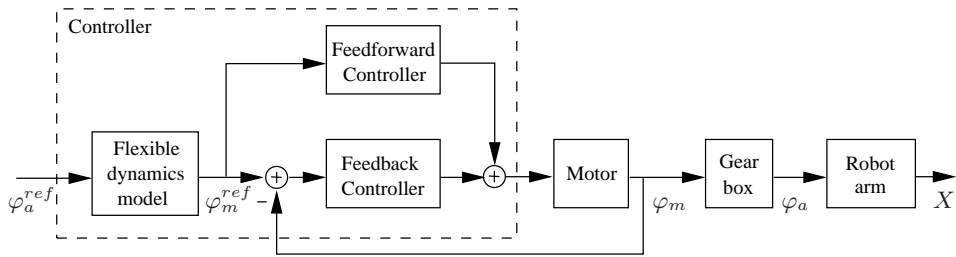 Controller
Feedforward
Controller
Flexible
dynamics
model
Feedback
Controller
Motor
Gear
box
Robot
arm
+
+
−
φ_a^{ref}
φ_m^{ref}
φ_m
φ_a
X